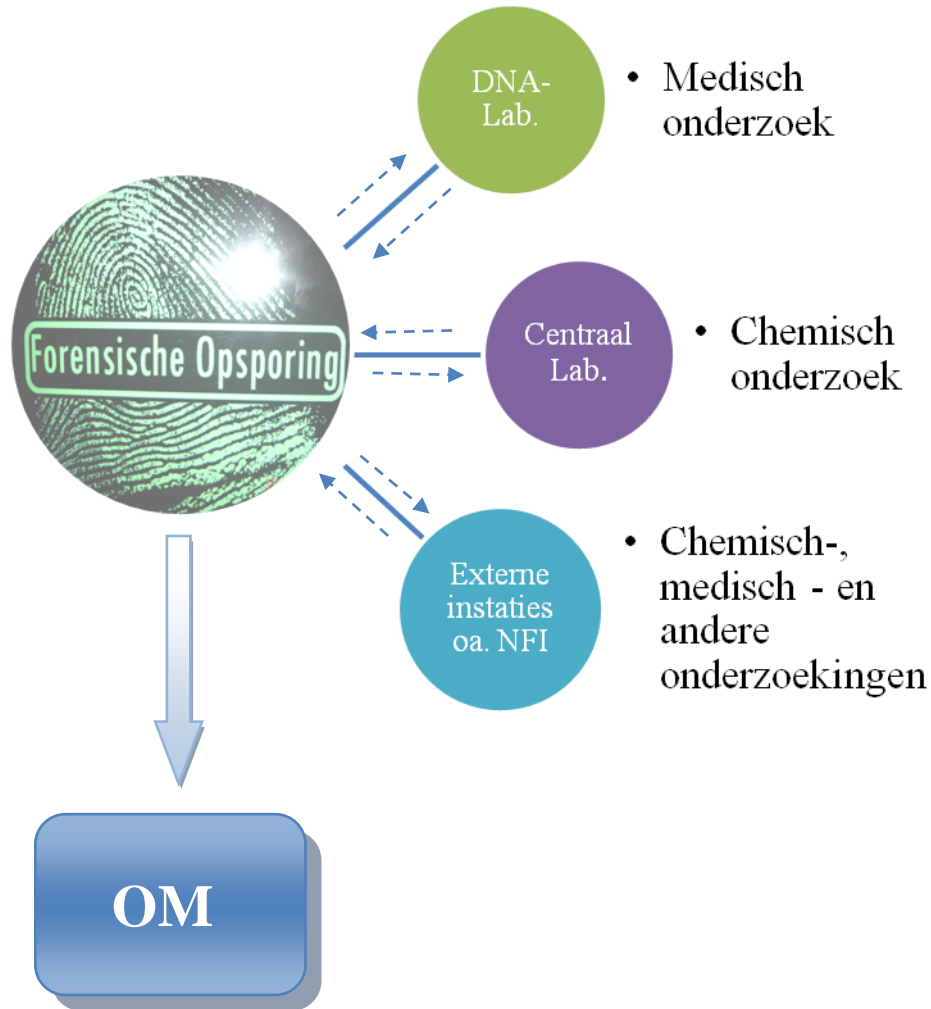 DNA-
Lab.
• Medisch
onderzoek
Forensische Opsporing
Centraal
Lab.
• Chemisch
onderzoek
Externe
instaties
oa. NFI
• Chemisch-,
medisch - en
andere
onderzoekingen
OM